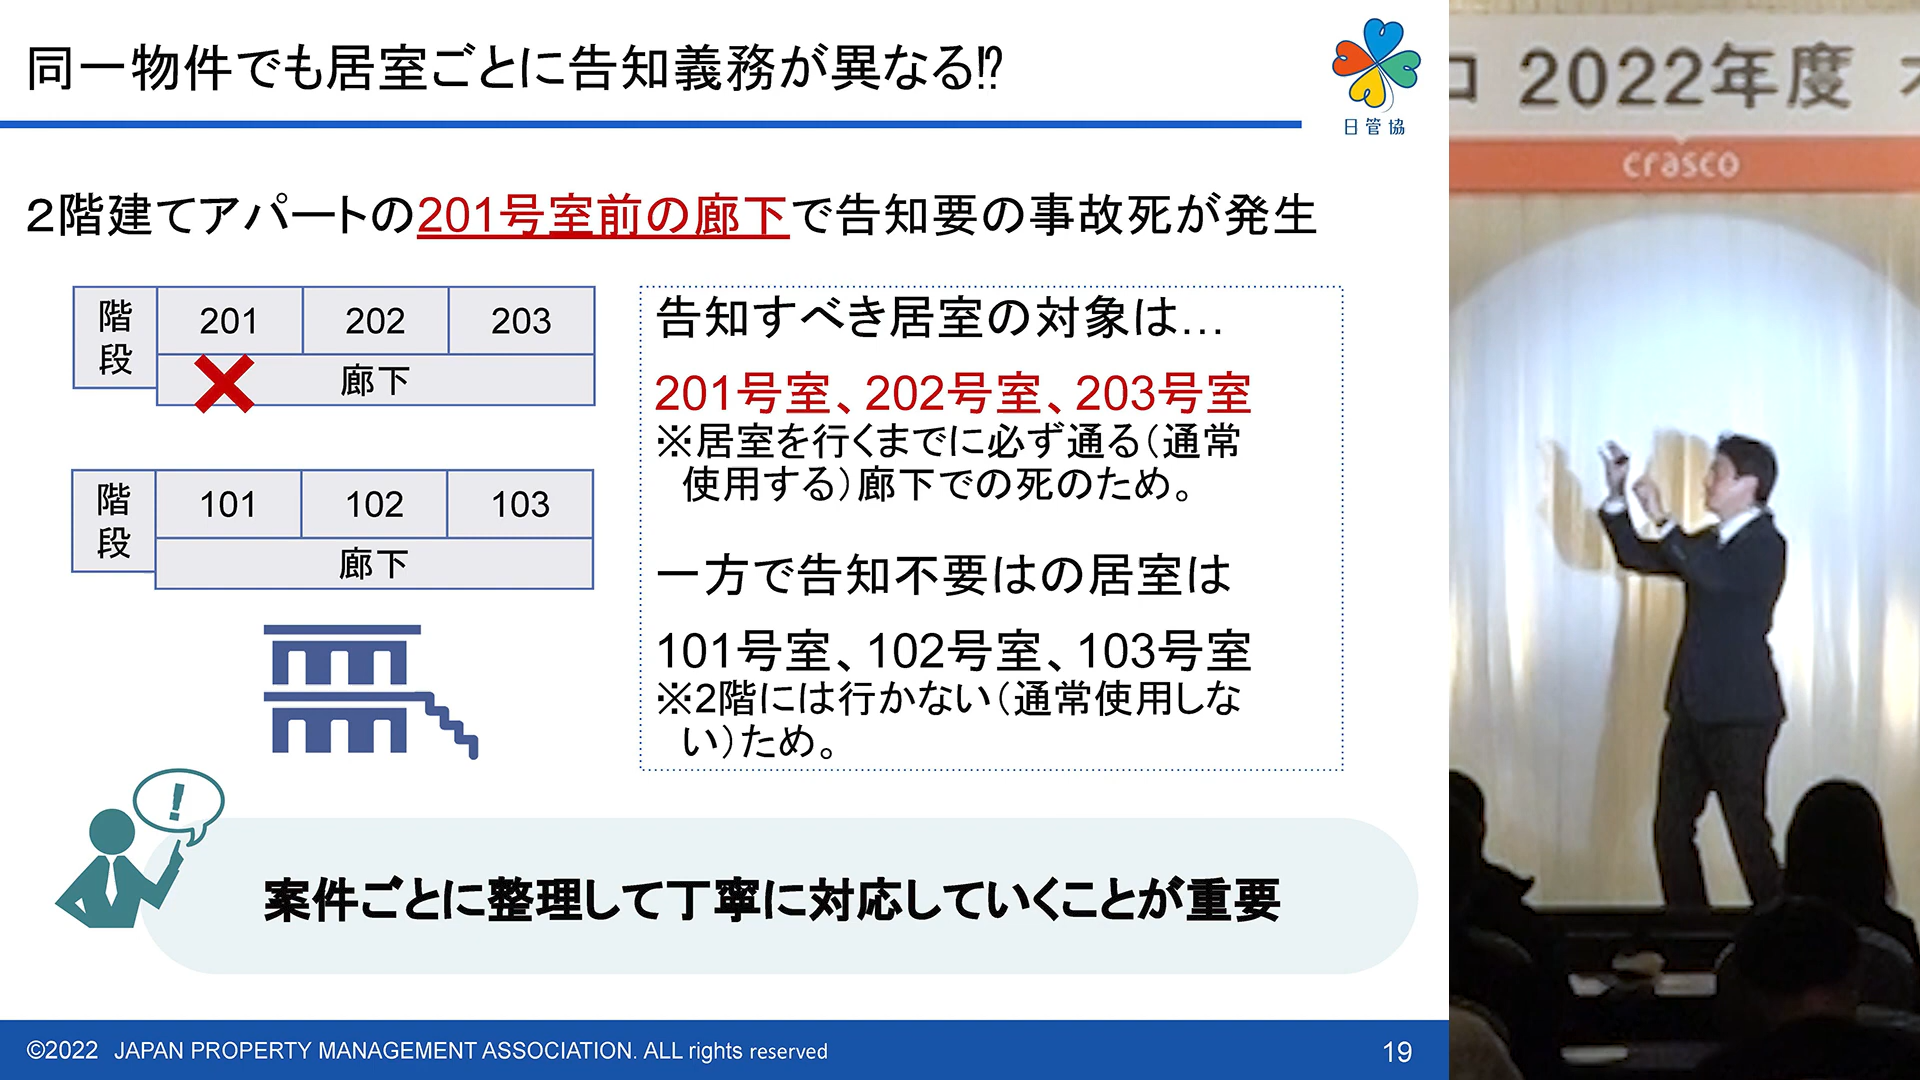 同一物件でも居室ごとに告知義務が異なる⁉
日管協
２階建てアパートの201号室前の廊下で告知要の事故死が発生
階段
201
202
203
廊下
階段
101
102
103
廊下
告知すべき居室の対象は…
201号室、202号室、203号室
※居室を行くまでに必ず通る（通常
使用する）廊下での死のため。
一方で告知不要はの居室は
101号室、102号室、103号室
※2階には行かない（通常使用しな
い）ため。
!
案件ごとに整理して丁寧に対応していくことが重要
©2022 JAPAN PROPERTY MANAGEMENT ASSOCIATION. ALL rights reserved
19
2022年度
crasco